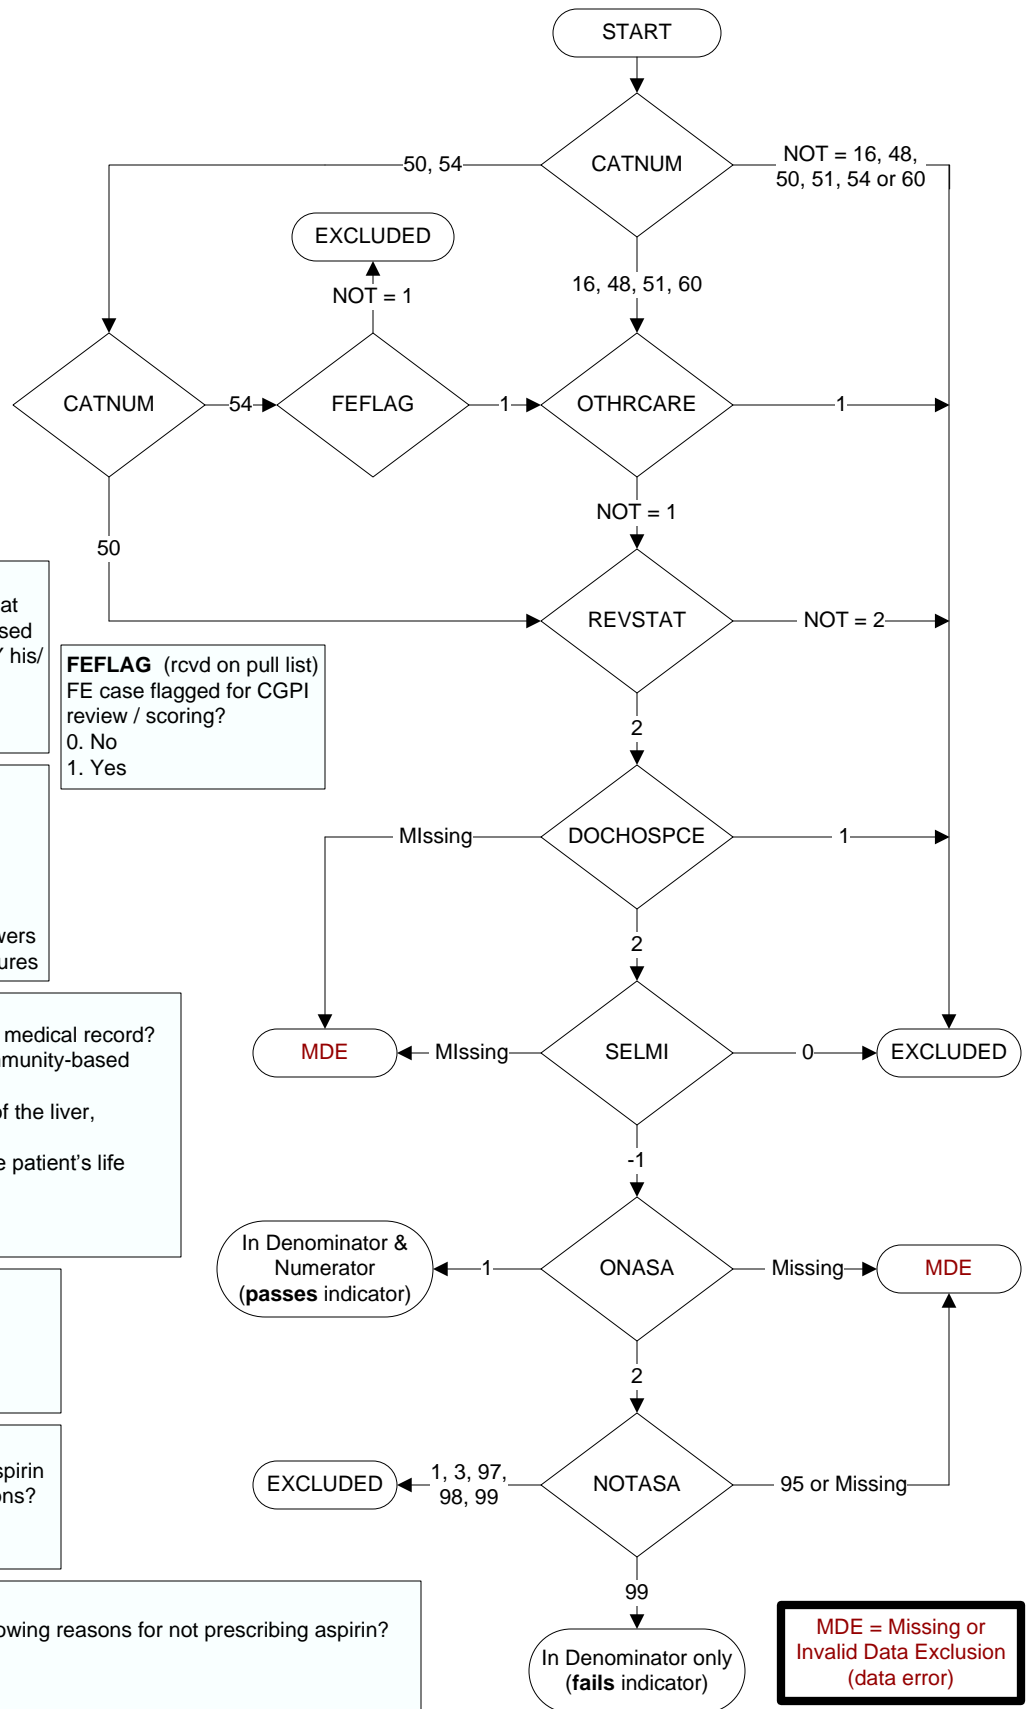 START
CATNUM
50, 54
NOT = 16, 48,
50, 51, 54 or 60
EXCLUDED
NOT = 1
16, 48, 51, 60
CATNUM
54
FEFLAG
1
OTHRCARE
1
NOT = 1
50
REVSTAT
NOT = 2
at
sed
his/
FEFLAG (rcvd on pull list)
FE case flagged for CGPI
review / scoring?
0. No
1. Yes
2
MIssing
DOCHOSPCE
1
wers
ures
2
medical record?
mmunity-based
of the liver,
e patient's life
MDE
MIssing
SELMI
0
EXCLUDED
-1
In Denominator &
Numerator
(passes indicator)
1
ONASA
Missing
MDE
2
spirin
ons?
EXCLUDED
1, 3, 97,
98, 99
NOTASA
95 or Missing
99
owing reasons for not prescribing aspirin?
In Denominator only
(fails indicator)
MDE = Missing or
Invalid Data Exclusion
(data error)